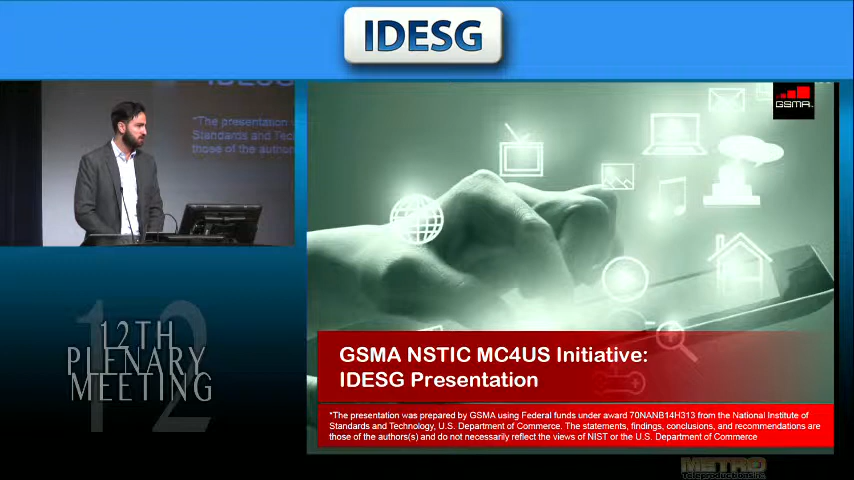 IDESG
"The presentation
Standards and Tec
those of the author
GSMA
12TH
PLENARY
MEETING
12
GSMA NSTIC MC4US Initiative:
IDESG Presentation
*The presentation was prepared by GSMA using Federal funds under award 70NANB14H313 from the National Institute of
Standards and Technology, U.S. Department of Commerce. The statements, findings, conclusions, and recommendations are
those of the authors(s) and do not necessarily reflect the views of NIST or the U.S. Department of Commerce
METRO